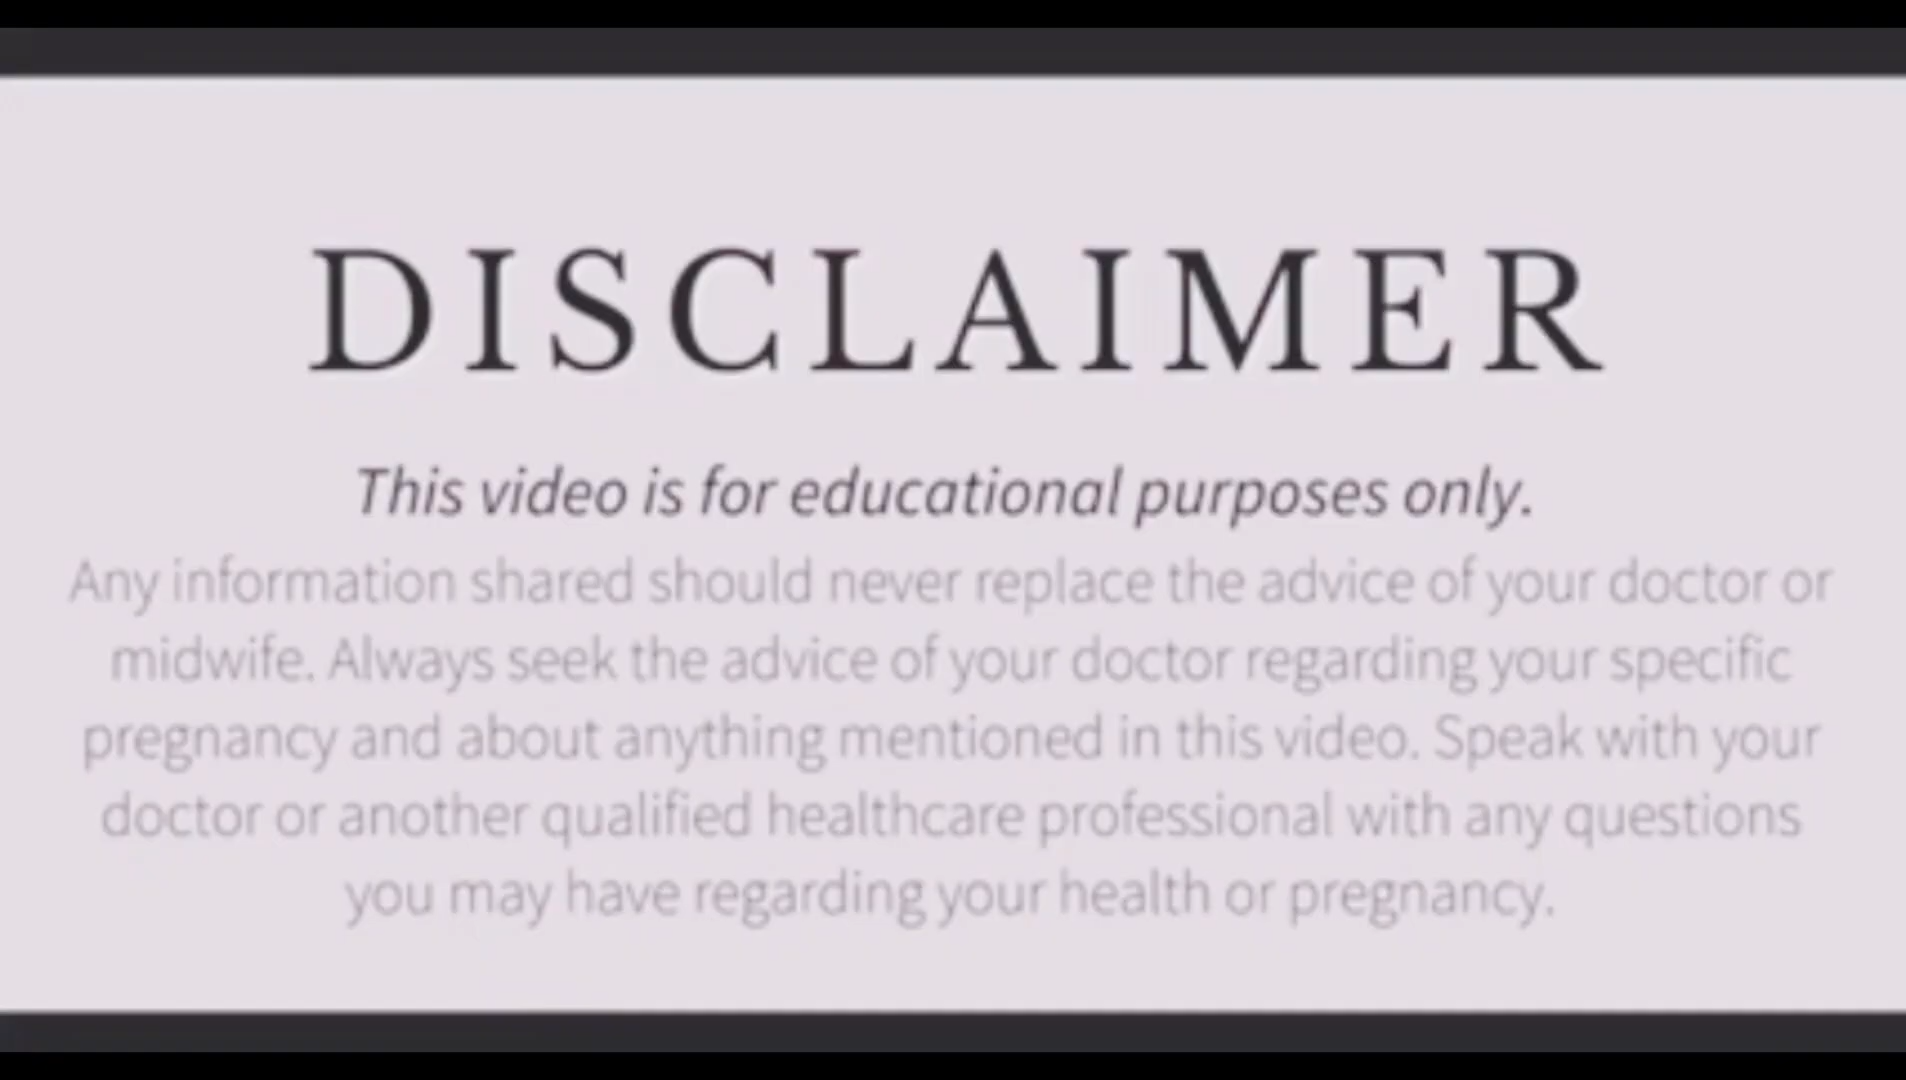 DISCLAIMER
This video is for educational purposes only.
Any information shared should never replace the advice of your doctor or
midwife. Always seek the advice of your doctor regarding your specific
pregnancy and about anything mentioned in this video. Speak with your
doctor or another qualified healthcare professional with any questions
you may have regarding your health or pregnancy.